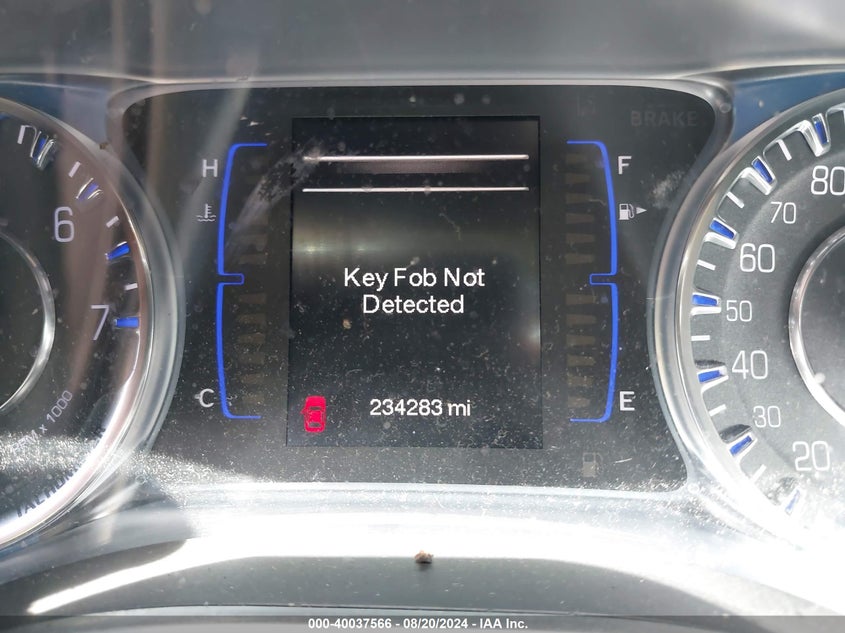 BRAKE
H
F
80
6
70
60
Key Fob Not
Detected
7
50
40
C
234283 mi
E
30
x 1000
20
000-40037566 - 08/20/2024 - IAA Inc.